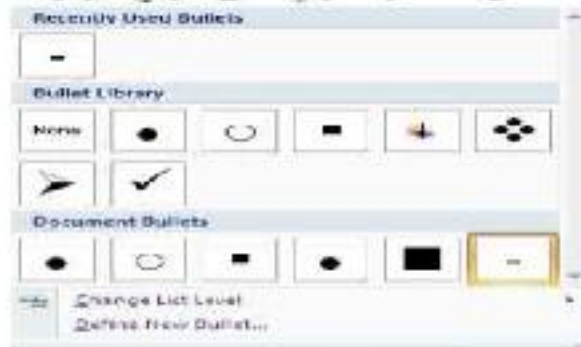 Recently Used Bullets
Bullet Library
None
Document Bullets
Change List Level
Define New Bullet...